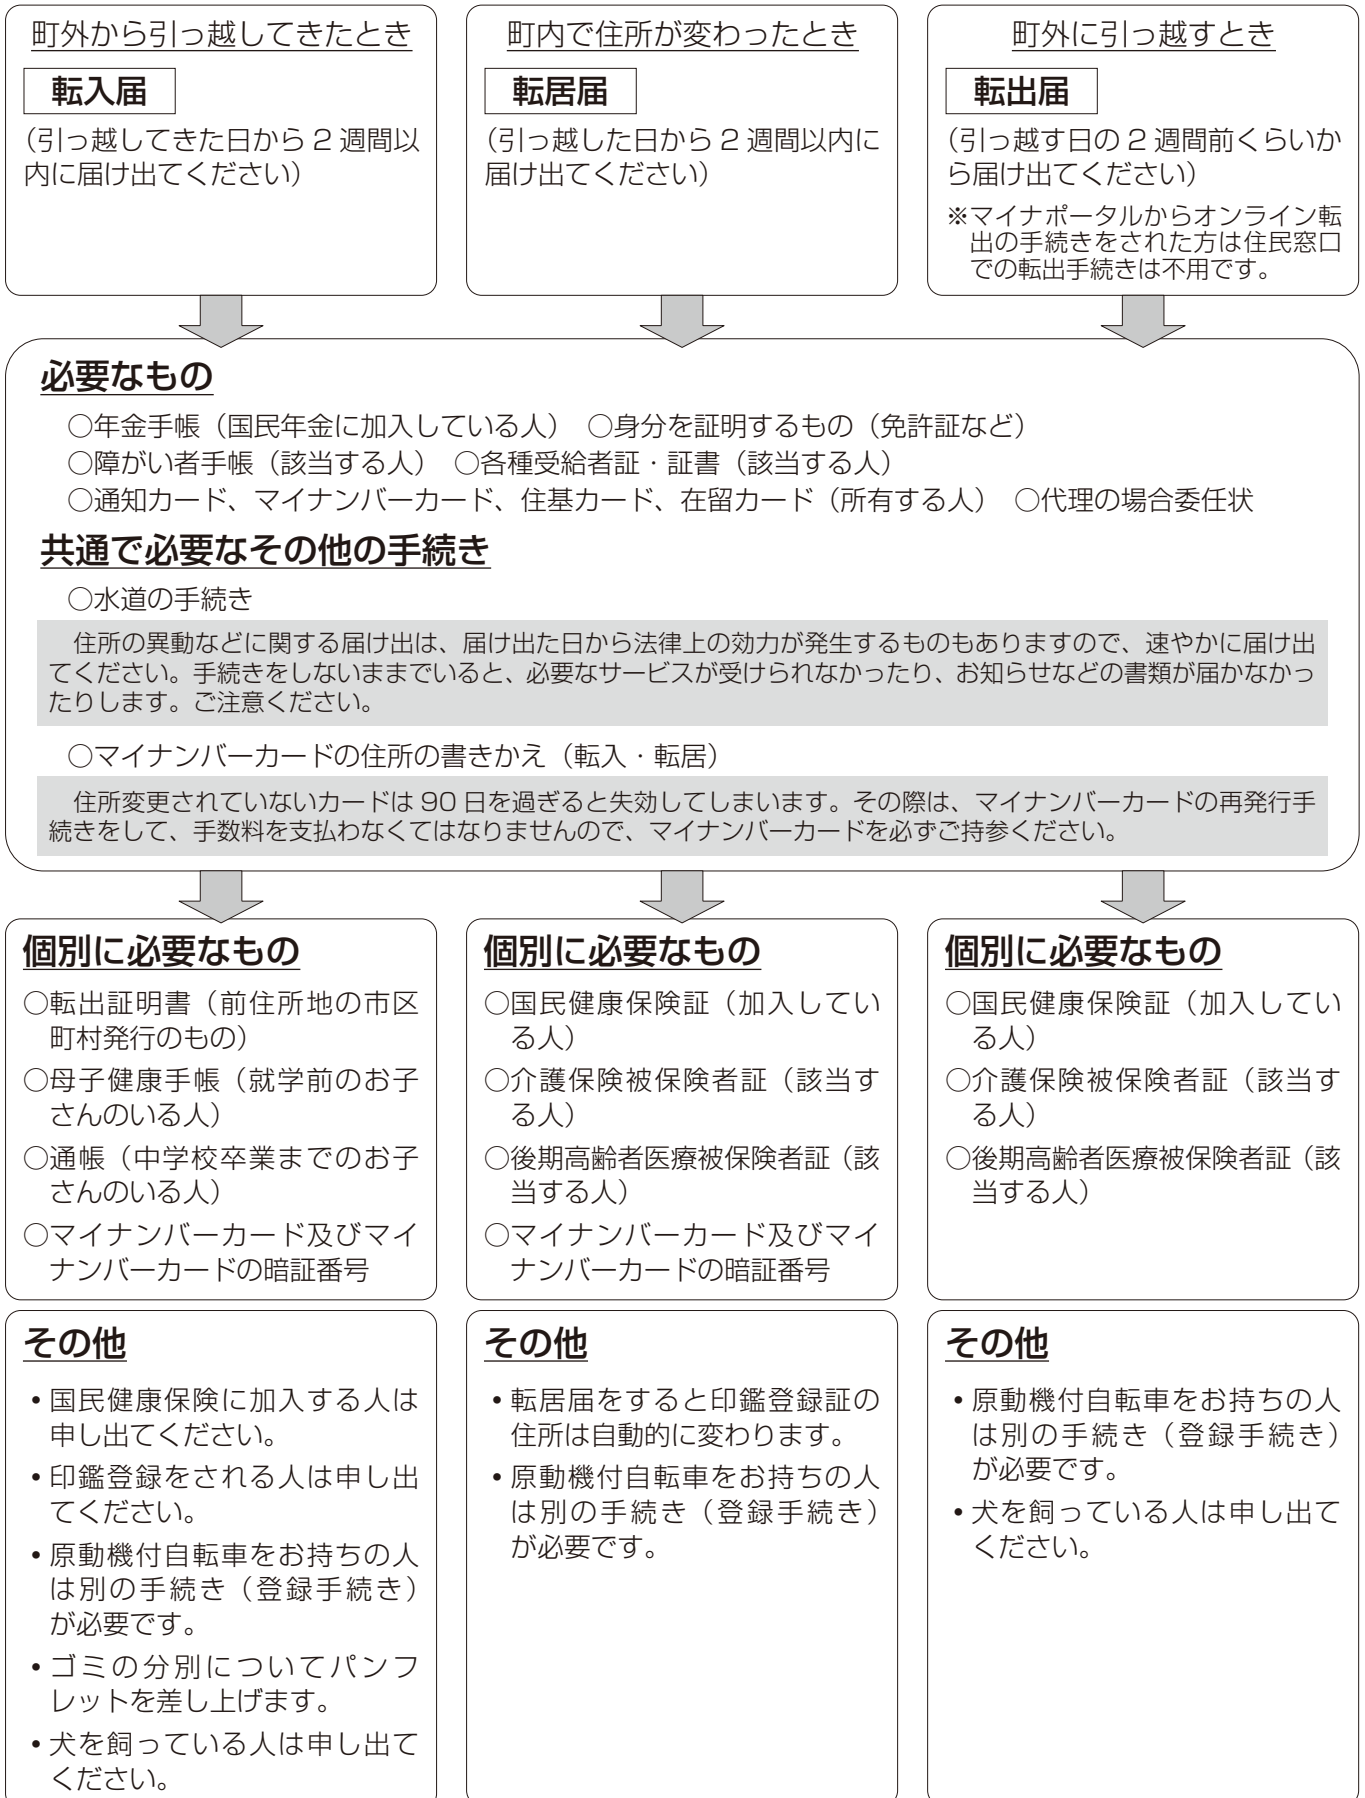 町外から引っ越してきたとき
転入届
（引っ越してきた日から 2 週間以
内に届け出てください）
町内で住所が変わったとき
転居届
（引っ越した日から 2 週間以内に
届け出てください）
町外に引っ越すとき
転出届
（引っ越す日の 2 週間前くらいか
ら届け出てください）
※マイナポータルからオンライン転
出の手続きをされた方は住民窓口
での転出手続きは不用です。
必要なもの
○年金手帳（国民年金に加入している人）　○身分を証明するもの（免許証など）
○障がい者手帳（該当する人）　○各種受給者証・証書（該当する人）
○通知カード、マイナンバーカード、住基カード、在留カード（所有する人）　○代理の場合委任状
共通で必要なその他の手続き
○水道の手続き
住所の異動などに関する届け出は、届け出た日から法律上の効力が発生するものもありますので、速やかに届け出
てください。手続きをしないままでいると、必要なサービスが受けられなかったり、お知らせなどの書類が届かなかっ
たりします。ご注意ください。
○マイナンバーカードの住所の書きかえ（転入・転居）
住所変更されていないカードは 90 日を過ぎると失効してしまいます。その際は、マイナンバーカードの再発行手
続きをして、手数料を支払わなくてはなりませんので、マイナンバーカードを必ずご持参ください。
個別に必要なもの
○転出証明書（前住所地の市区
町村発行のもの）
○母子健康手帳（就学前のお子
さんのいる人）
○通帳（中学校卒業までのお子
さんのいる人）
○マイナンバーカード及びマイ
ナンバーカードの暗証番号
個別に必要なもの
○国民健康保険証（加入してい
る人）
○介護保険被保険者証（該当す
る人）
○後期高齢者医療被保険者証（該
当する人）
○マイナンバーカード及びマイ
ナンバーカードの暗証番号
個別に必要なもの
○国民健康保険証（加入してい
る人）
○介護保険被保険者証（該当す
る人）
○後期高齢者医療被保険者証（該
当する人）
その他
• 国民健康保険に加入する人は
申し出てください。
• 印鑑登録をされる人は申し出
てください。
• 原動機付自転車をお持ちの人
は別の手続き（登録手続き）
が必要です。
• ゴミの分別についてパンフ
レットを差し上げます。
• 犬を飼っている人は申し出て
ください。
その他
• 転居届をすると印鑑登録証の
住所は自動的に変わります。
• 原動機付自転車をお持ちの人
は別の手続き（登録手続き）
が必要です。
その他
• 原動機付自転車をお持ちの人
は別の手続き（登録手続き）
が必要です。
• 犬を飼っている人は申し出て
ください。